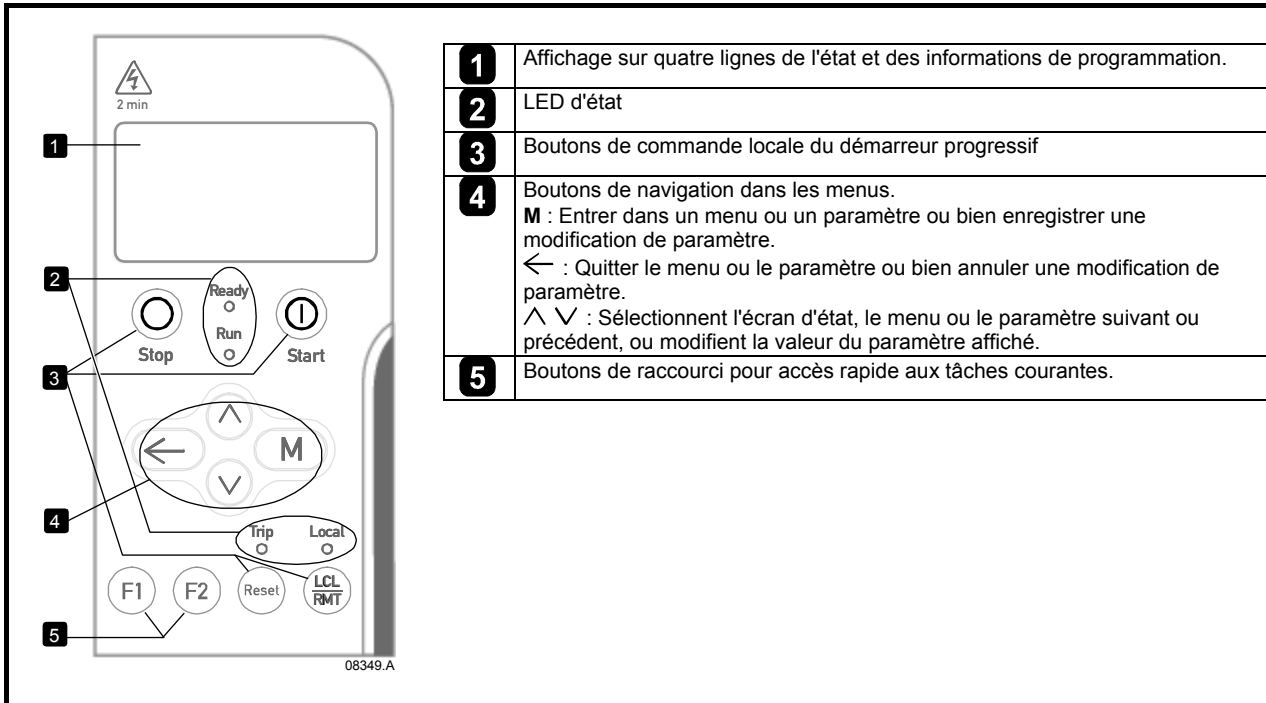 2 min
1
2
Ready
Run
Stop
Start
3
M
4
Trip
Local
F1
F2
Reset
LCL
RMT
5
08349.A
1 Affichage sur quatre lignes de l'état et des informations de programmation.
2 LED d'état
3 Boutons de commande locale du démarreur progressif
4 Boutons de navigation dans les menus.
M : Entrer dans un menu ou un paramètre ou bien enregistrer une
modification de paramètre.
← : Quitter le menu ou le paramètre ou bien annuler une modification de
paramètre.
∧ ∨ : Sélectionnent l'écran d'état, le menu ou le paramètre suivant ou
précédent, ou modifient la valeur du paramètre affiché.
5 Boutons de raccourci pour accès rapide aux tâches courantes.